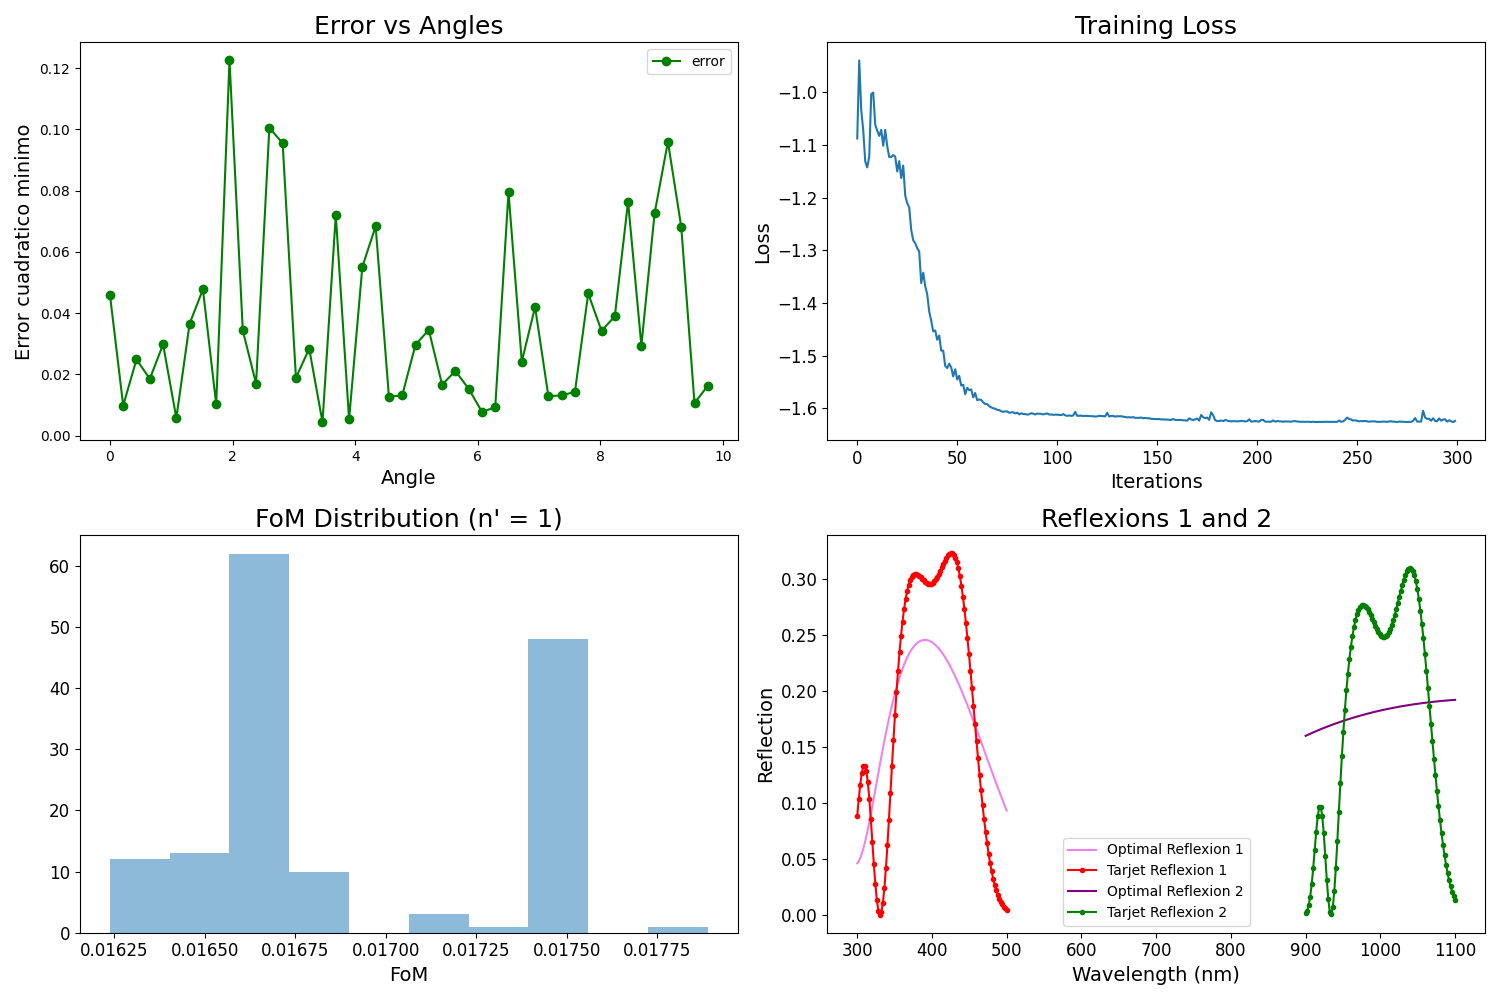 Error vs Angles
Error cuadratico minimo
0.12
0.10
0.08
0.06
0.04
0.02
0.00
error
0 2 4 6 8 10
Angle
Training Loss
Loss
−1.0
−1.1
−1.2
−1.3
−1.4
−1.5
−1.6
0 50 100 150 200 250 300
Iterations
FoM Distribution (n' = 1)
60
50
40
30
20
10
0
0.01625 0.01650 0.01675 0.01700 0.01725 0.01750 0.01775
FoM
Reflexions 1 and 2
Reflection
0.30
0.25
0.20
0.15
0.10
0.05
0.00
Optimal Reflexion 1
Tarjet Reflexion 1
Optimal Reflexion 2
Tarjet Reflexion 2
300 400 500 600 700 800 900 1000 1100
Wavelength (nm)